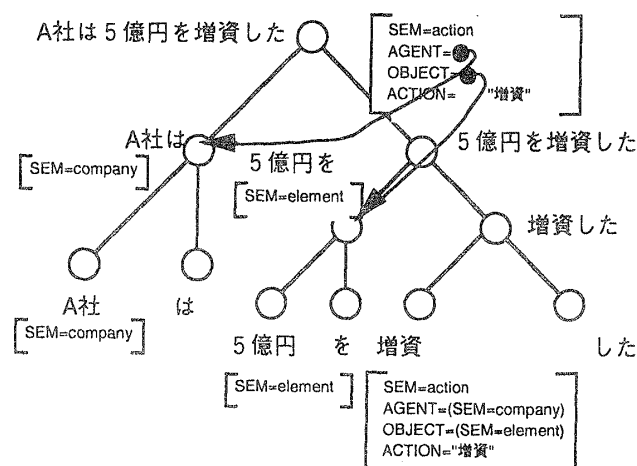 A社は5億円を増資した
SEM=action
AGENT=
OBJECT=
ACTION= "増資"
A社は
SEM=company
5億円を
SEM=element
5億円を増資した
増資した
A社
SEM=company
は
5億円
SEM=element
を
増資
SEM=action
AGENT=(SEM=company)
OBJECT=(SEM=element)
ACTION="増資"
した